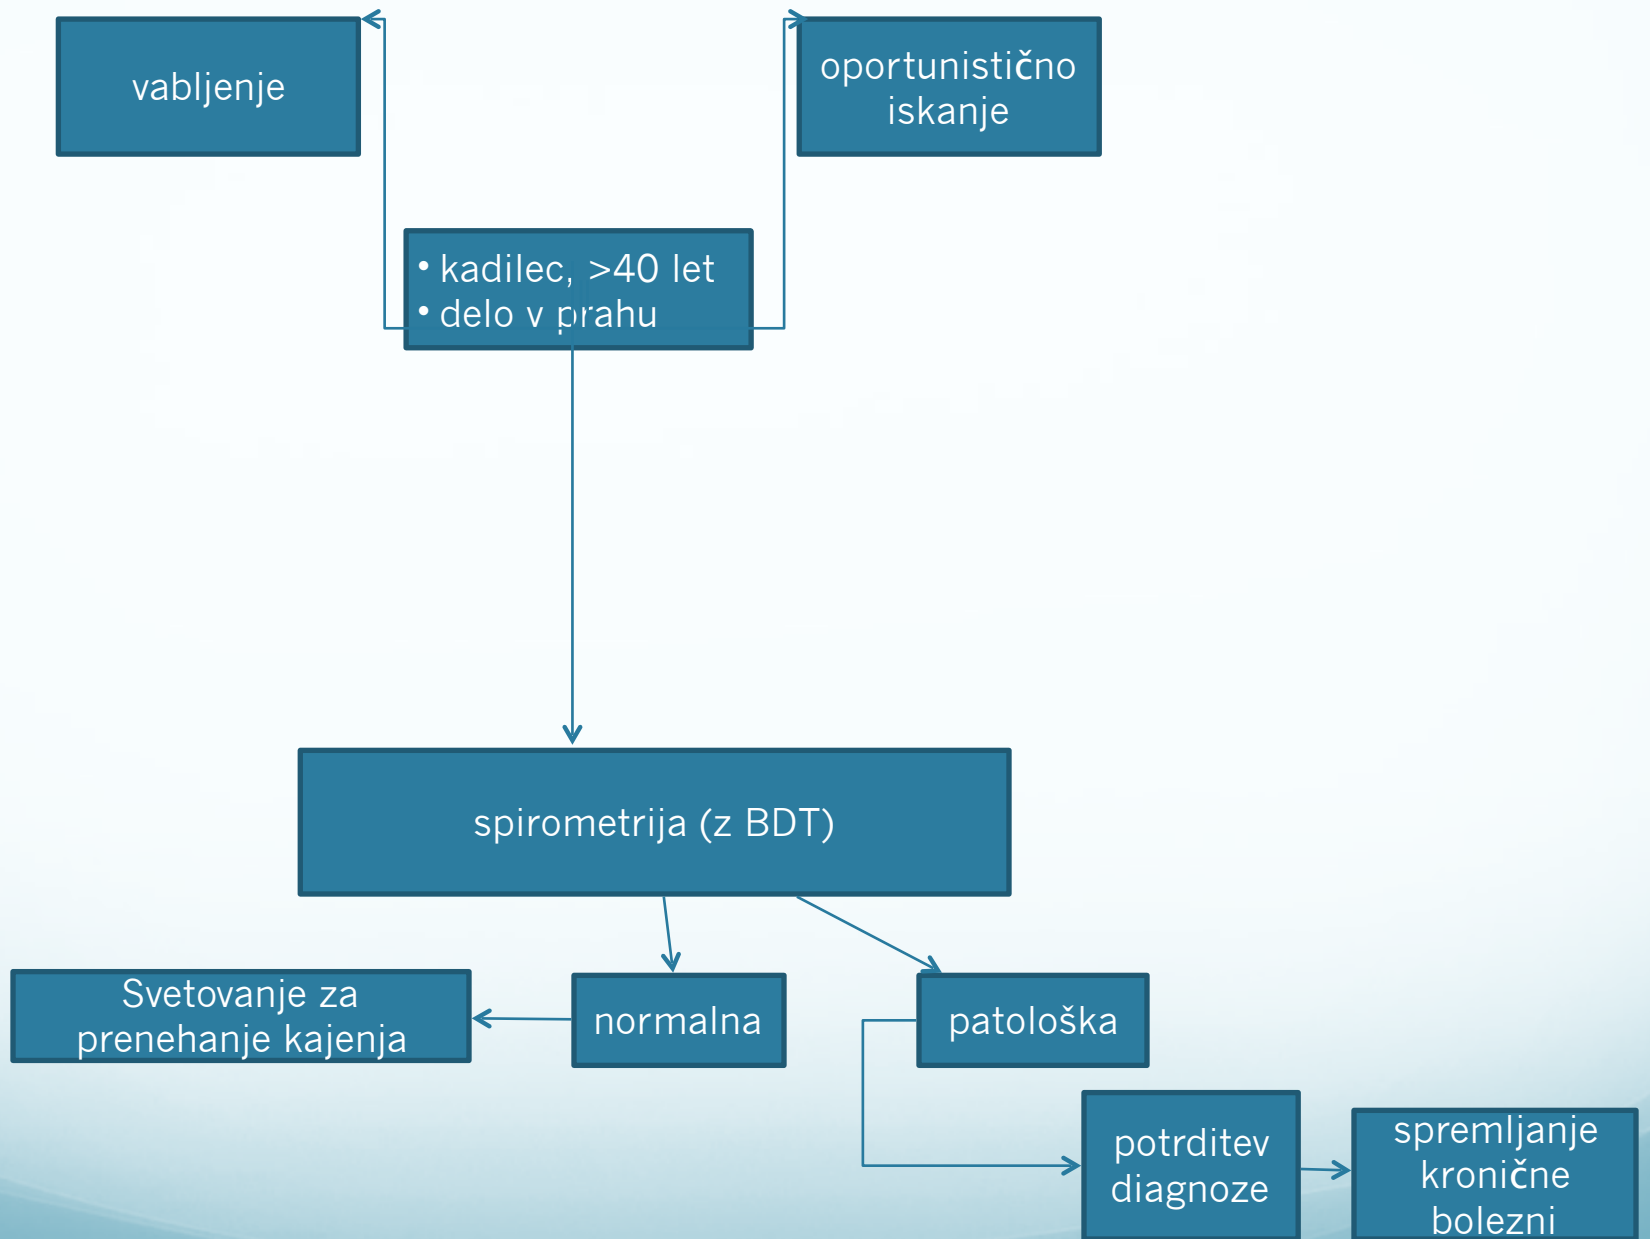 vabljenje
oportunistično
iskanje
• kadilec, >40 let
• delo v prahu
spirometrija (z BDT)
Svetovanje za
prenehanje kajenja
normalna
patološka
potrditev
diagnoze
spremljanje
kronične
bolezni